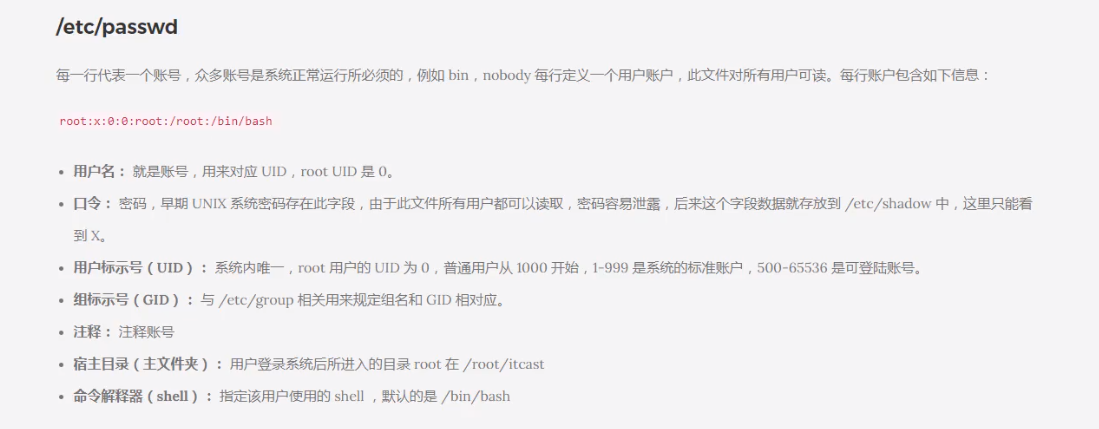 /etc/passwd
每一行代表一个账号，众多账号是系统正常运行所必须的，例如 bin，nobody 每行定义一个用户账户，此文件对所有用户可读。每行账户包含如下信息：
root:x:0:0:root:/root:/bin/bash
• 用户名： 就是账号，用来对应 UID，root UID 是 0。
• 口令： 密码，早期 UNIX 系统密码存在此字段，由于此文件所有用户都可以读取，密码容易泄露，后来这个字段数据就存放到 /etc/shadow 中，这里只能看
到 X。
• 用户标示号（UID）： 系统内唯一，root 用户的 UID 为 0，普通用户从 1000 开始，1-999 是系统的标准账户，500-65536 是可登陆账号。
• 组标示号（GID）： 与 /etc/group 相关用来规定组名和 GID 相对应。
• 注释： 注释账号
• 宿主目录（主文件夹）： 用户登录系统后所进入的目录 root 在 /root/itcast
• 命令解释器（shell）： 指定该用户使用的 shell ，默认的是 /bin/bash